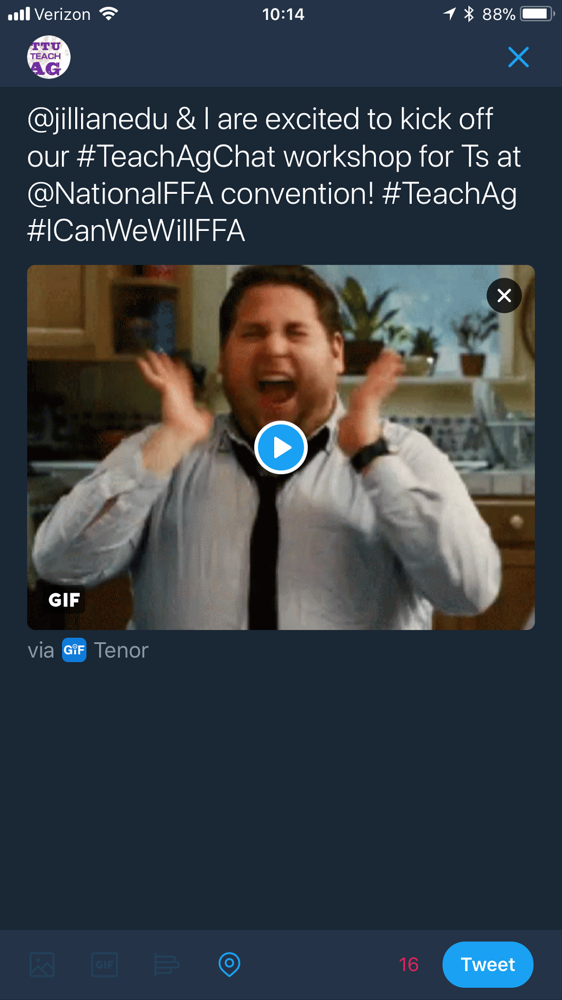 Verizon 10:14 88%
TTU
TEACH
AG
@jillianedu & I are excited to kick off
our #TeachAgChat workshop for Ts at
@NationalFFA convention! #TeachAg
#ICanWeWillFFA
GIF
via GIF Tenor
GIF 16 Tweet